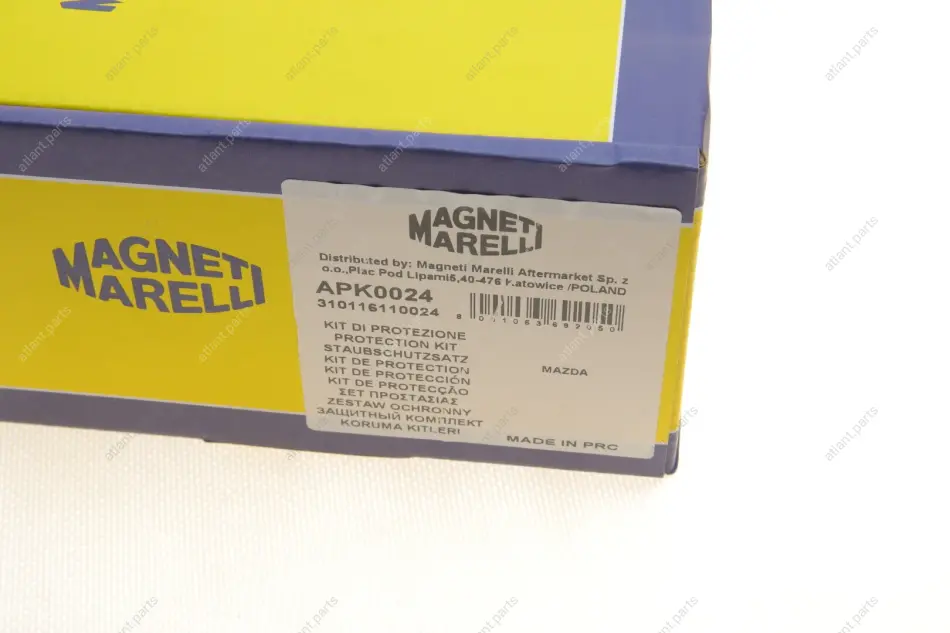 MAGNETI
MARELLI
MAGNETI
MARELLI
Distributed by: Magneti Marelli Aftermarket Sp. z
o.o.,Plac Pod Lipami5,40-476 Katowice /POLAND
APK0024
310116110024
KIT DI PROTEZIONE
PROTECTION KIT
STAUBSCHUTZSATZ
KIT DE PROTECTION
KIT DE PROTECCIÓN
KIT DE PROTECÇÃO
ΣΕΤ ΠΡΟΣΤΑΣΙΑΣ
ZESTAW OCHRONNY
ЗАЩИТНЫЙ КОМПЛЕКТ
KORUMA KITLERI
MAZDA
MADE IN PRC
atlant.parts